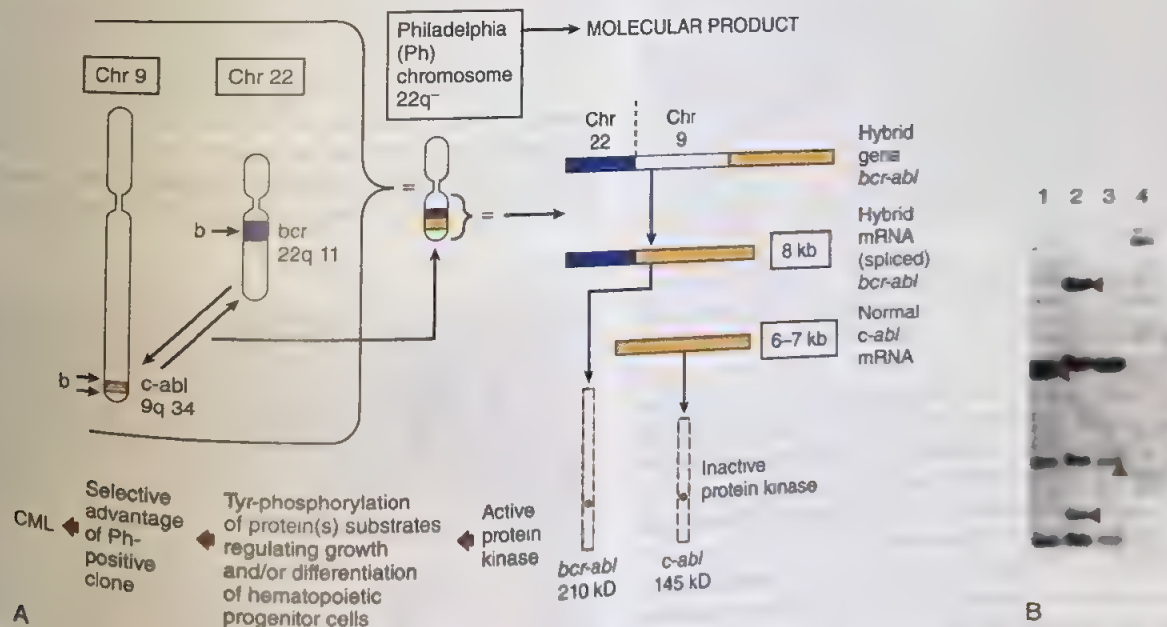 Philadelphia
(Ph)
chromosome
22q⁻
MOLECULAR PRODUCT
Chr 9
Chr 22
b
bcr
22q 11
b
c-abl
9q 34
=
=
Chr
22
Chr
9
Hybrid
gene
bcr-abl
8 kb
Hybrid
mRNA
(spliced)
bcr-abl
6–7 kb
Normal
c-abl
mRNA
Inactive
protein kinase
bcr-abl
210 kD
c-abl
145 kD
CML
Selective
advantage
of Ph-
positive
clone
Tyr-phosphorylation
of protein(s) substrates
regulating growth
and/or differentiation
of hematopoietic
progenitor cells
Active
protein
kinase
A
1 2 3 4
B